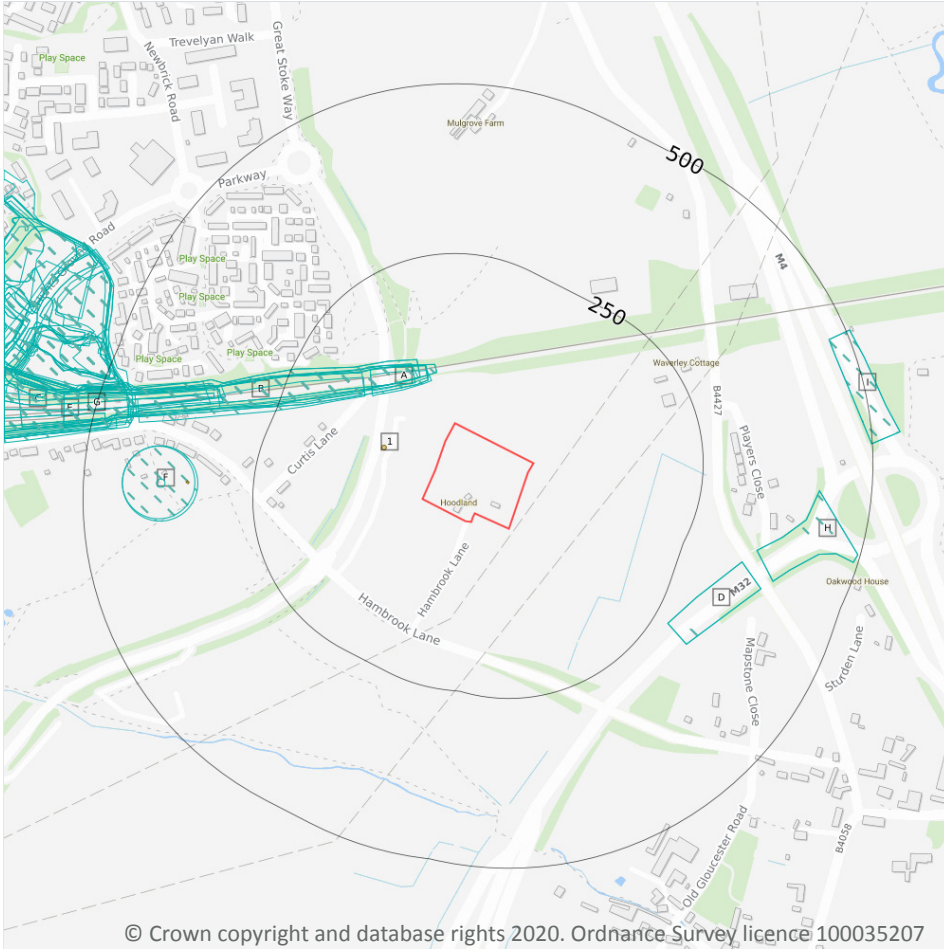 Trevelyan Walk
Play Space
Newbrick Road
Great Stoke Way
Mulgrove Farm
500
Parkway
M4
Play Space
Play Space
250
Play Space
Play Space
Waverley Cottage
A
B
I
G
B4427
1
Curtis Lane
Players Close
F
Hoodland
H
Hambrook Lane
Oakwood House
D
M32
Hambrook Lane
Mapstone Close
Sturden Lane
Old Gloucester Road
B4058
© Crown copyright and database rights 2020. Ordnance Survey licence 100035207